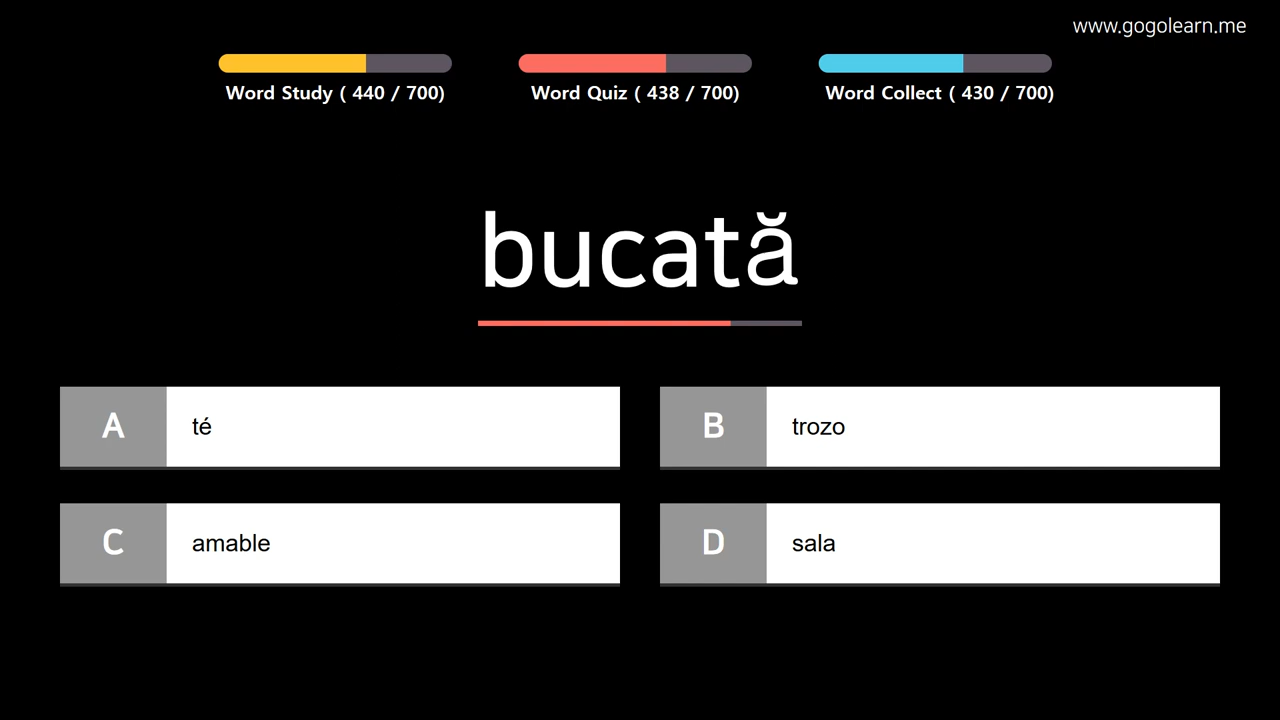 www.gogolearn.me
Word Study ( 440 / 700)
Word Quiz ( 438 / 700)
Word Collect ( 430 / 700)
bucată
A té
B trozo
C amable
D sala